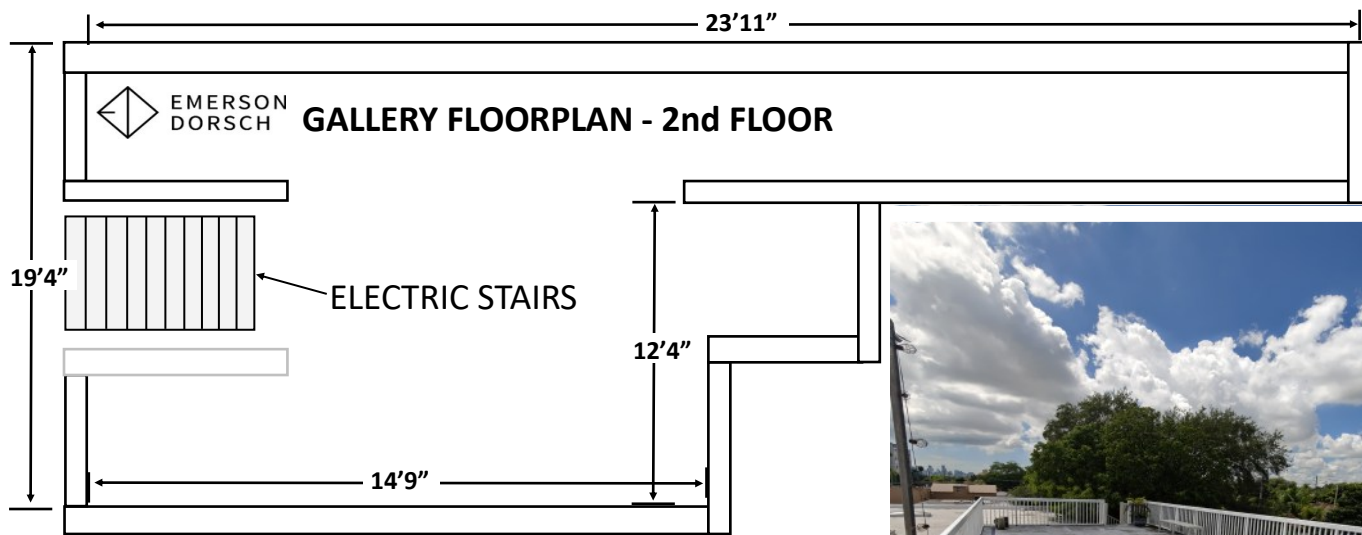 23’11”
EMERSON
DORSCH
GALLERY FLOORPLAN - 2nd FLOOR
19’4”
ELECTRIC STAIRS
12’4”
14’9”